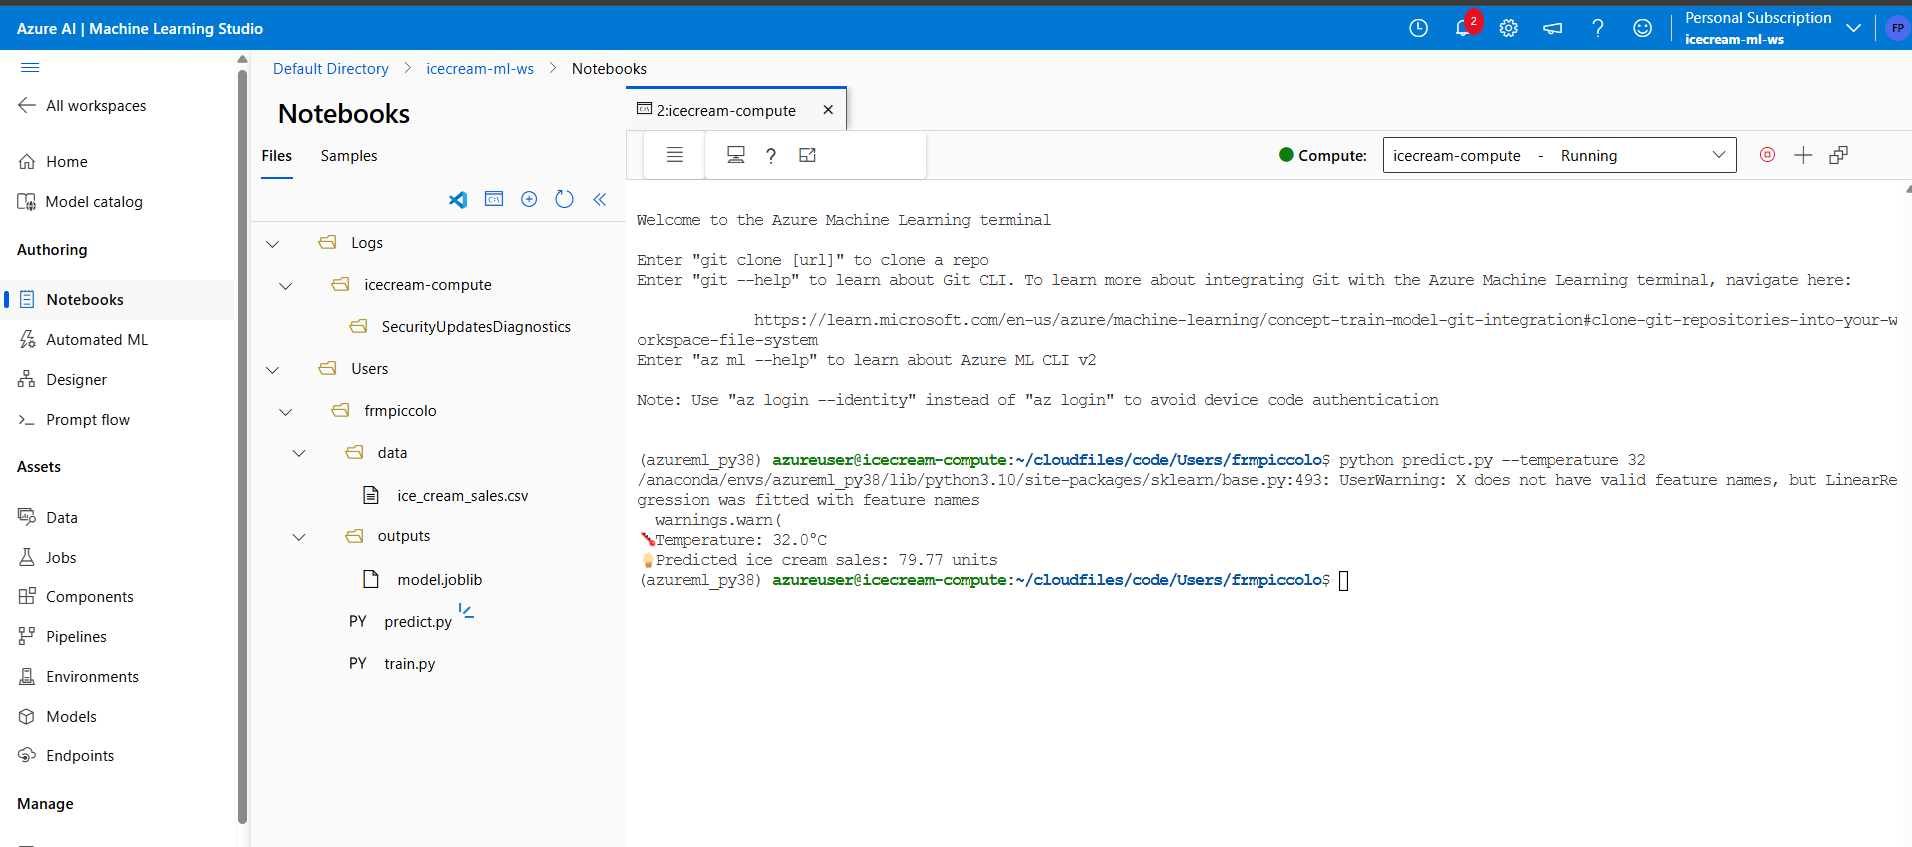 Azure AI | Machine Learning Studio
2
Personal Subscription
icecream-ml-ws
FP
All workspaces
Home
Model catalog
Authoring
Notebooks
Automated ML
Designer
Prompt flow
Assets
Data
Jobs
Components
Pipelines
Environments
Models
Endpoints
Manage
Default Directory > icecream-ml-ws > Notebooks
Notebooks
Files Samples
Logs
icecream-compute
SecurityUpdatesDiagnostics
Users
frmpiccolo
data
ice_cream_sales.csv
outputs
model.joblib
PY predict.py
PY train.py
2:icecream-compute
Compute: icecream-compute - Running
Welcome to the Azure Machine Learning terminal
Enter "git clone [url]" to clone a repo
Enter "git --help" to learn about Git CLI. To learn more about integrating Git with the Azure Machine Learning terminal, navigate here:
https://learn.microsoft.com/en-us/azure/machine-learning/concept-train-model-git-integration#clone-git-repositories-into-your-w
orkspace-file-system
Enter "az ml --help" to learn about Azure ML CLI v2
Note: Use "az login --identity" instead of "az login" to avoid device code authentication
(azureml_py38) azureuser@icecream-compute:~/cloudfiles/code/Users/frmpiccolo$ python predict.py --temperature 32
/anaconda/envs/azureml_py38/lib/python3.10/site-packages/sklearn/base.py:493: UserWarning: X does not have valid feature names, but LinearRe
gression was fitted with feature names
warnings.warn(
Temperature: 32.0°C
Predicted ice cream sales: 79.77 units
(azureml_py38) azureuser@icecream-compute:~/cloudfiles/code/Users/frmpiccolo$